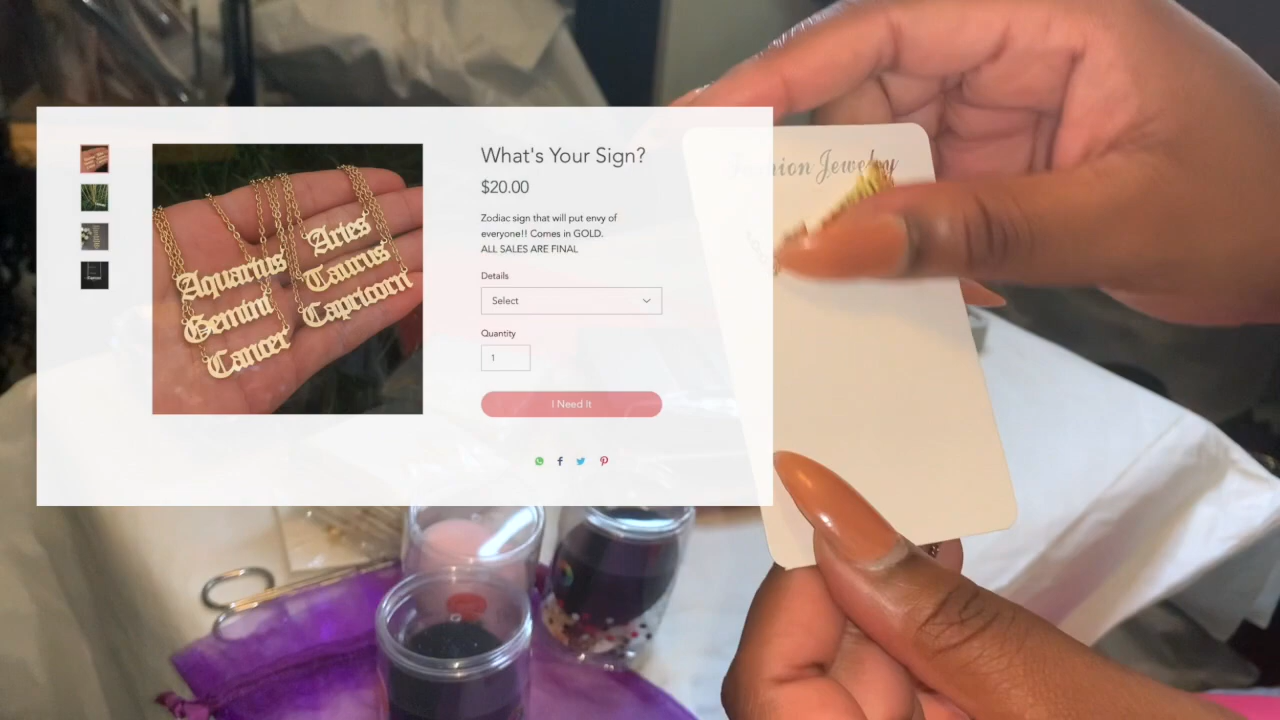 What's Your Sign?
$20.00
Zodiac sign that will put envy of
everyone!! Comes in GOLD.
ALL SALES ARE FINAL
Details
Select
Quantity
1
I Need It
Aries
Aquarius
Taurus
Gemini
Capricorn
Cancer
Fashion Jewelry